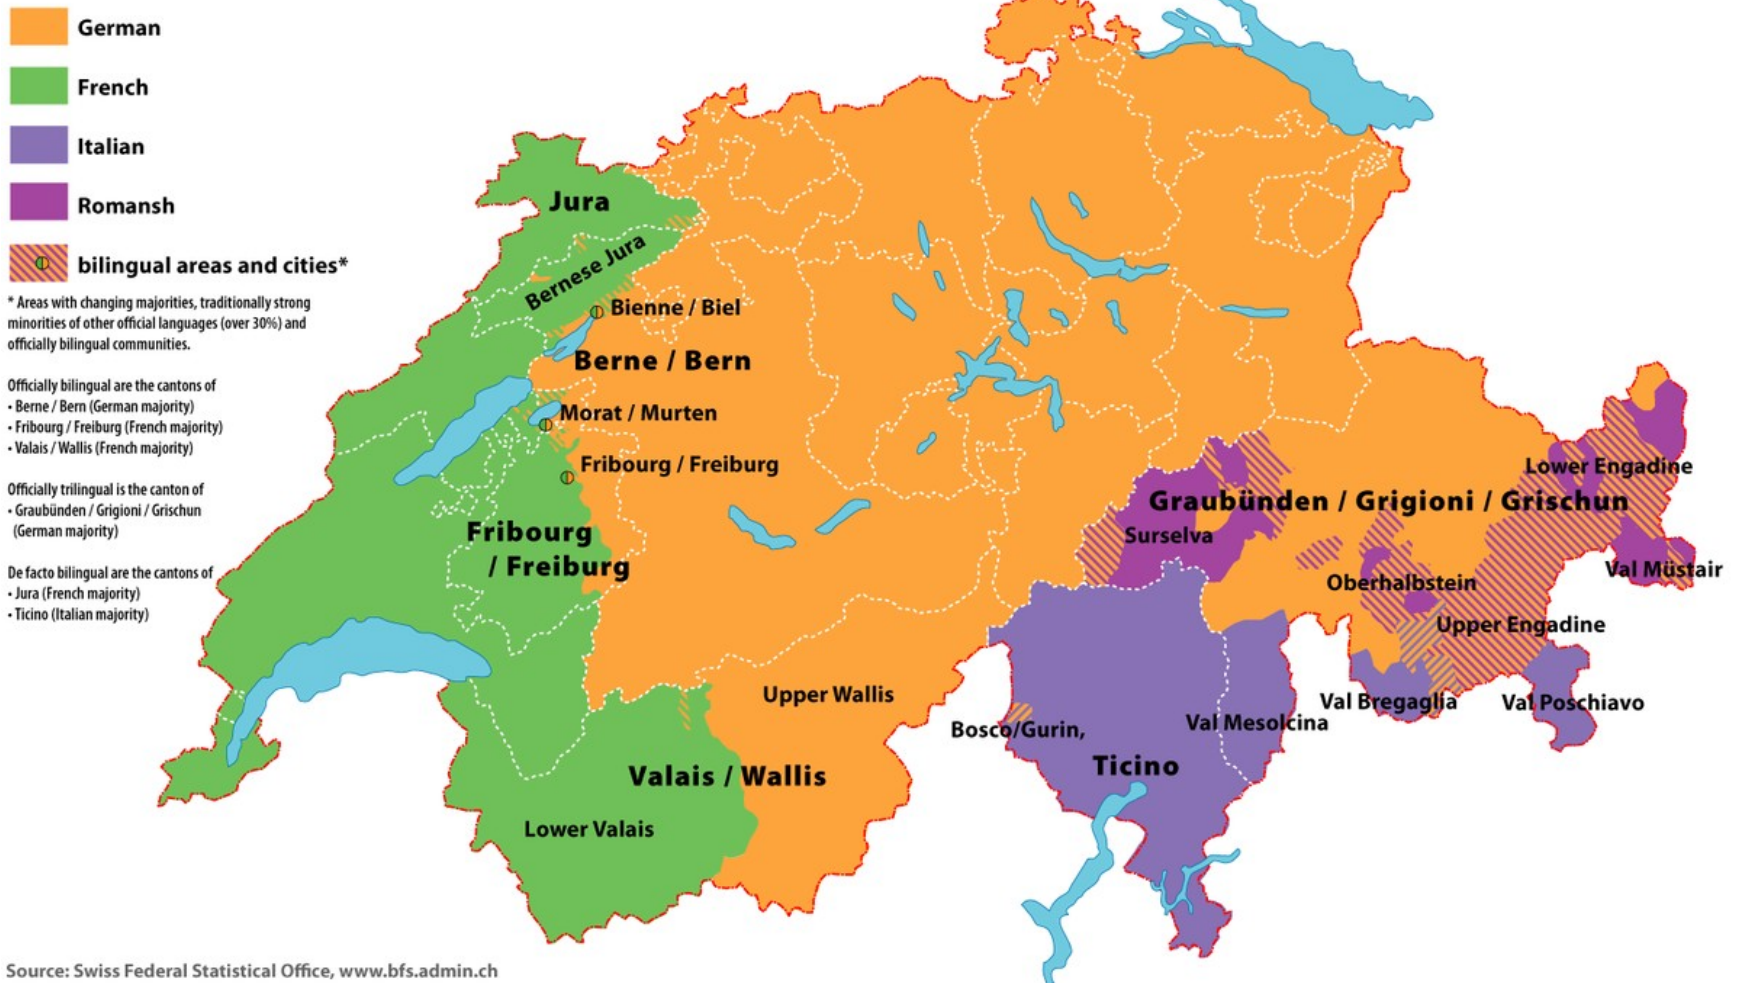 German
French
Italian
Romansh
bilingual areas and cities*
* Areas with changing majorities, traditionally strong
minorities of other official languages (over 30%) and
officially bilingual communities.
Officially bilingual are the cantons of
• Berne / Bern (German majority)
• Fribourg / Freiburg (French majority)
• Valais / Wallis (French majority)
Officially trilingual is the canton of
• Graubünden / Grigioni / Grischun
(German majority)
De facto bilingual are the cantons of
• Jura (French majority)
• Ticino (Italian majority)
Jura
Bernese Jura
Bienne / Biel
Berne / Bern
Morat / Murten
Fribourg / Freiburg
Fribourg
/ Freiburg
Lower Engadine
Graubünden / Grigioni / Grischun
Surselva
Val Müstair
Oberhalbstein
Upper Engadine
Upper Wallis
Val Bregaglia
Val Poschiavo
Bosco/Gurin,
Val Mesolcina
Ticino
Valais / Wallis
Lower Valais
Source: Swiss Federal Statistical Office, www.bfs.admin.ch